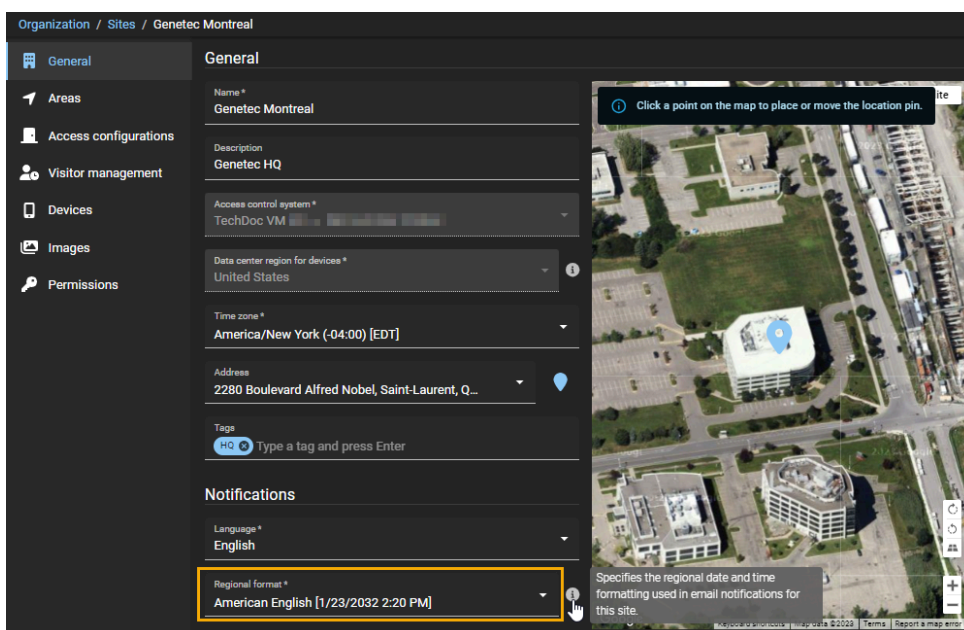 Organization / Sites / Genetec Montreal
General
Areas
Access configurations
Visitor management
Devices
Images
Permissions
General
Name *
Genetec Montreal
Description
Genetec HQ
Access control system *
TechDoc VM
Data center region for devices *
United States
Time zone *
America/New York (-04:00) [EDT]
Address
2280 Boulevard Alfred Nobel, Saint-Laurent, Q...
Tags
HQ Type a tag and press Enter
Notifications
Language *
English
Regional format *
American English [1/23/2032 2:20 PM]
ite
Click a point on the map to place or move the location pin.
Specifies the regional date and time
formatting used in email notifications for
this site.
Keyboard shortcuts Map data ©2023 Terms Report a map error